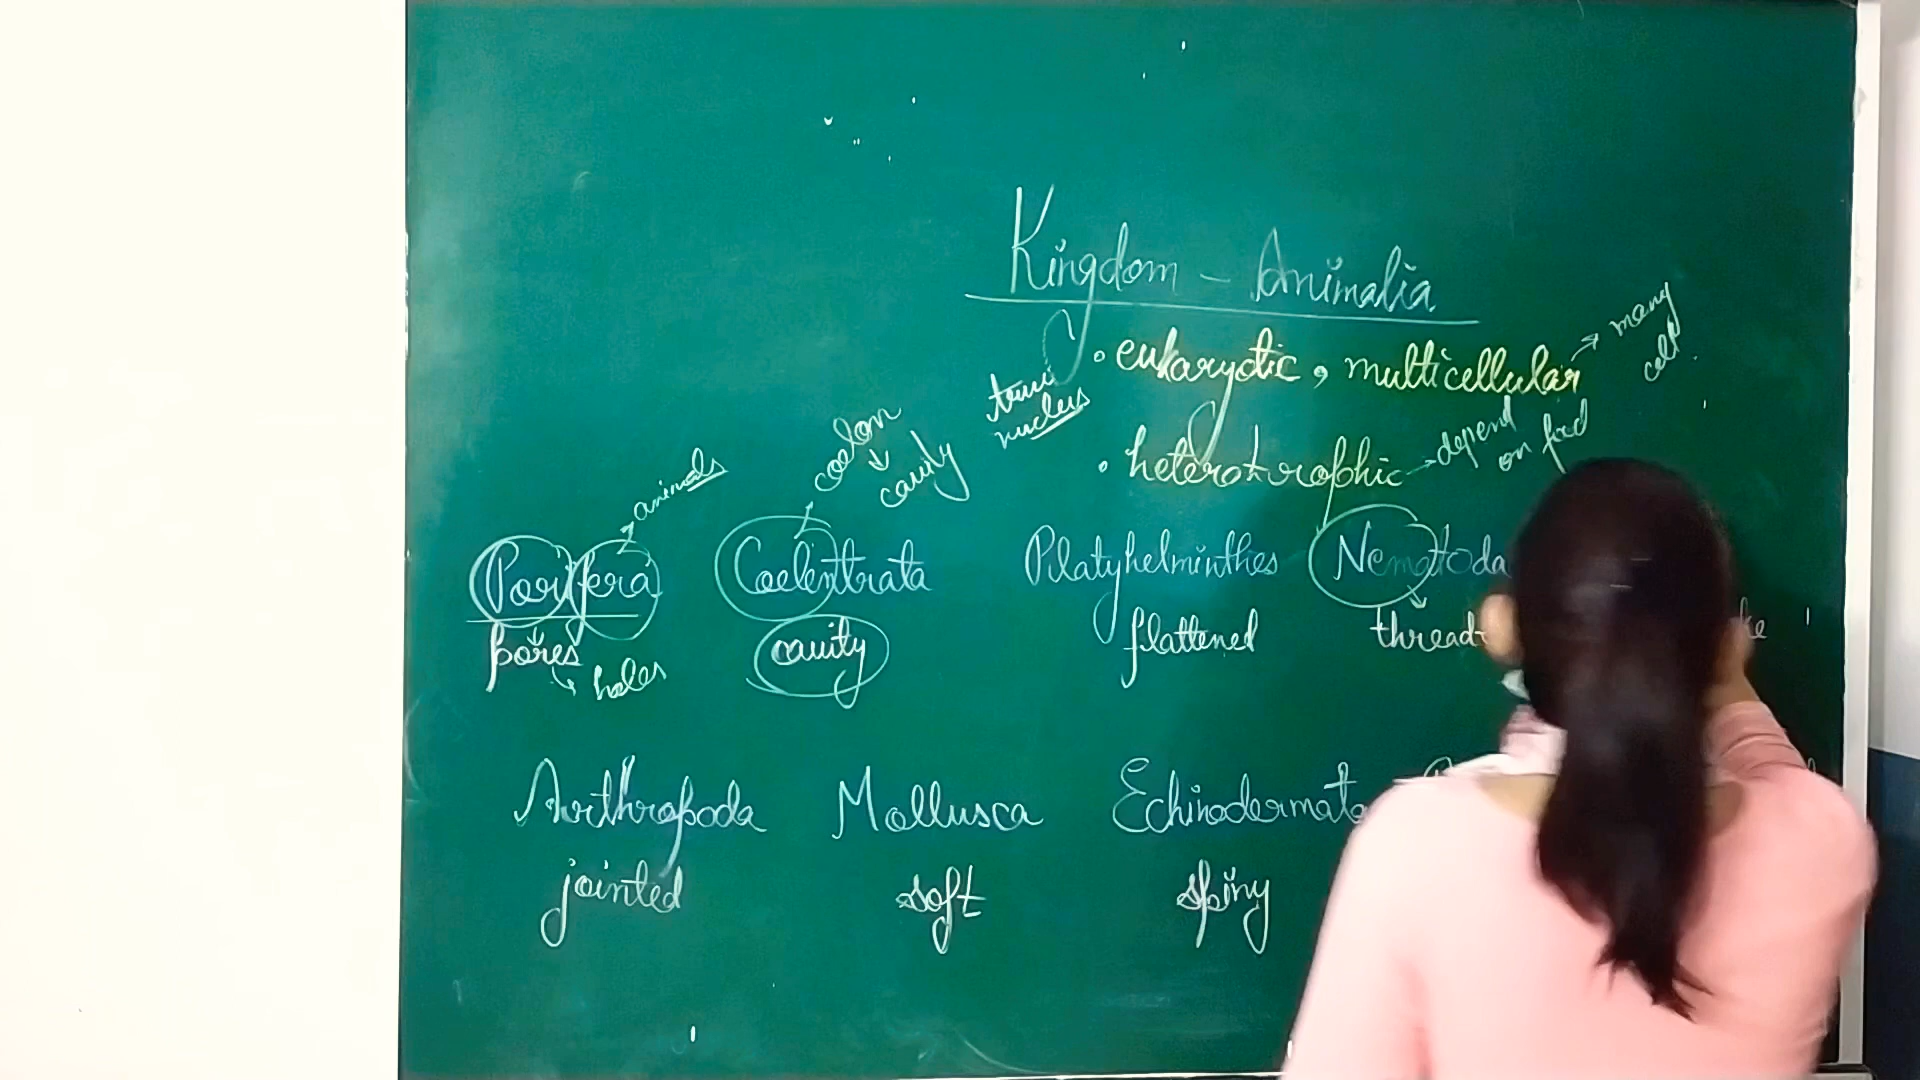 Kingdom - Animalia
• eukaryotic, multicellular → many cell
true nucleus
• heterotrophic → depend on food
animals
coelom
cavity
Porifera
Coelentrata
Platyhelminthes
Nematoda
pores
holes
cavity
flattened
thread
Arthropoda
Mollusca
Echinodermata
jointed
soft
spiny